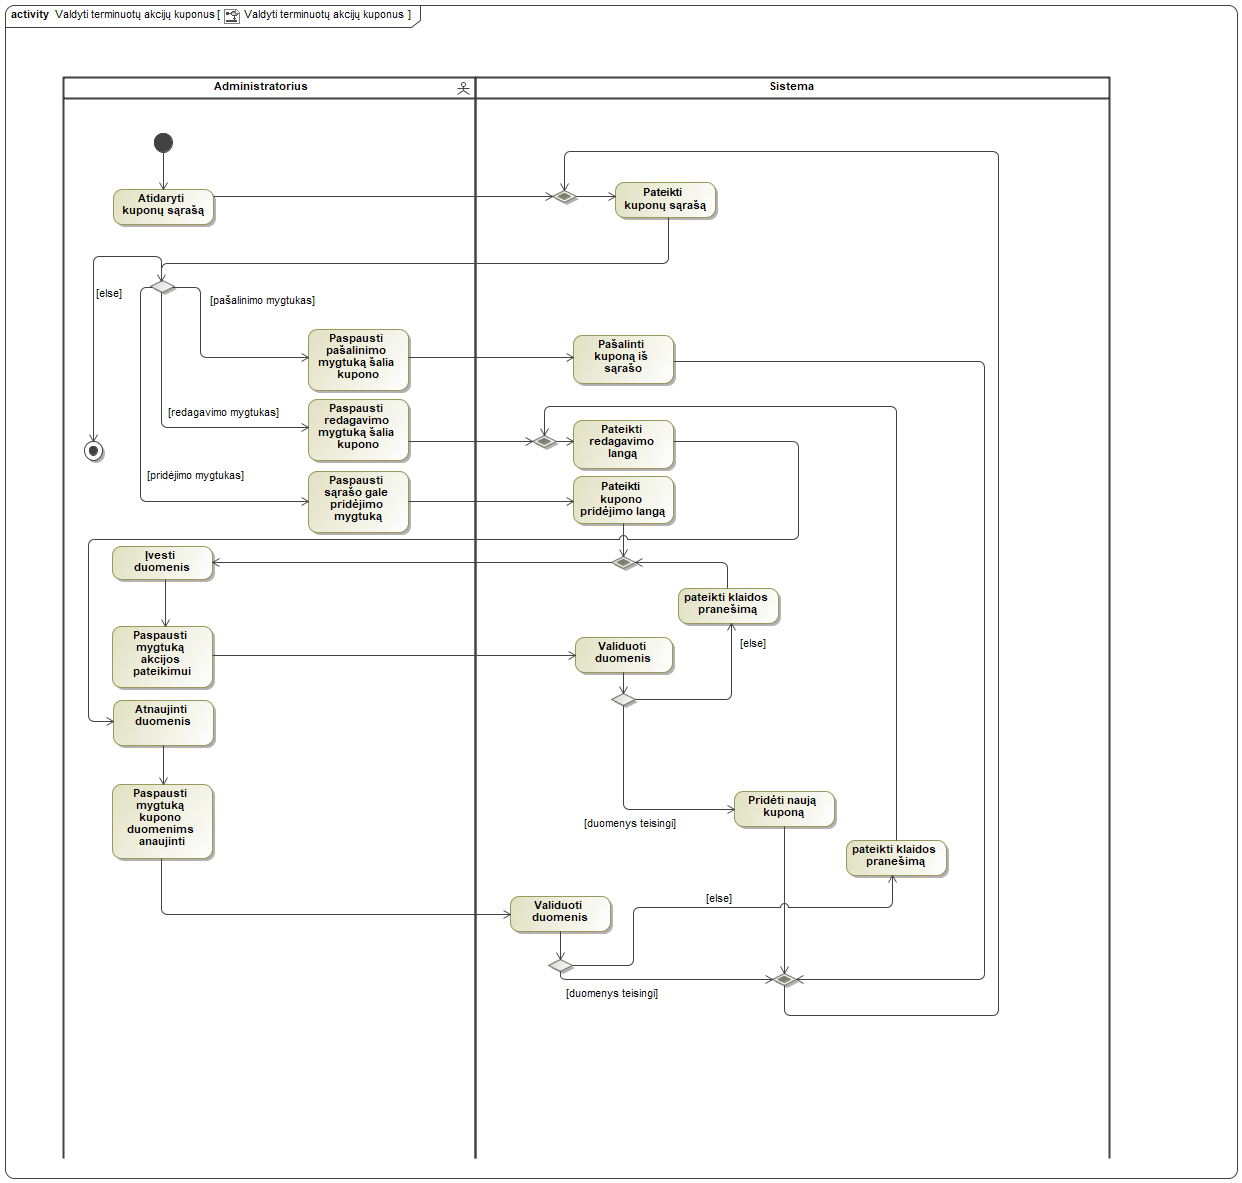 activity Valdyti terminuotų akcijų kuponus [ Valdyti terminuotų akcijų kuponus ]
Administratorius
Sistema
Atidaryti
kuponų sąrašą
Pateikti
kuponų sąrašą
[else]
[pašalinimo mygtukas]
Paspausti
pašalinimo
mygtuką šalia
kupono
Pašalinti
kuponą iš
sąrašo
[redagavimo mygtukas]
Paspausti
redagavimo
mygtuką šalia
kupono
Pateikti
redagavimo
langą
[pridėjimo mygtukas]
Paspausti
sąrašo gale
pridėjimo
mygtuką
Pateikti
kupono
pridėjimo langą
Įvesti
duomenis
pateikti klaidos
pranešimą
Paspausti
mygtuką
akcijos
pateikimui
Validuoti
duomenis
[else]
Atnaujinti
duomenis
Paspausti
mygtuką
kupono
duomenims
anaujinti
Pridėti naują
kuponą
[duomenys teisingi]
pateikti klaidos
pranešimą
[else]
Validuoti
duomenis
[duomenys teisingi]